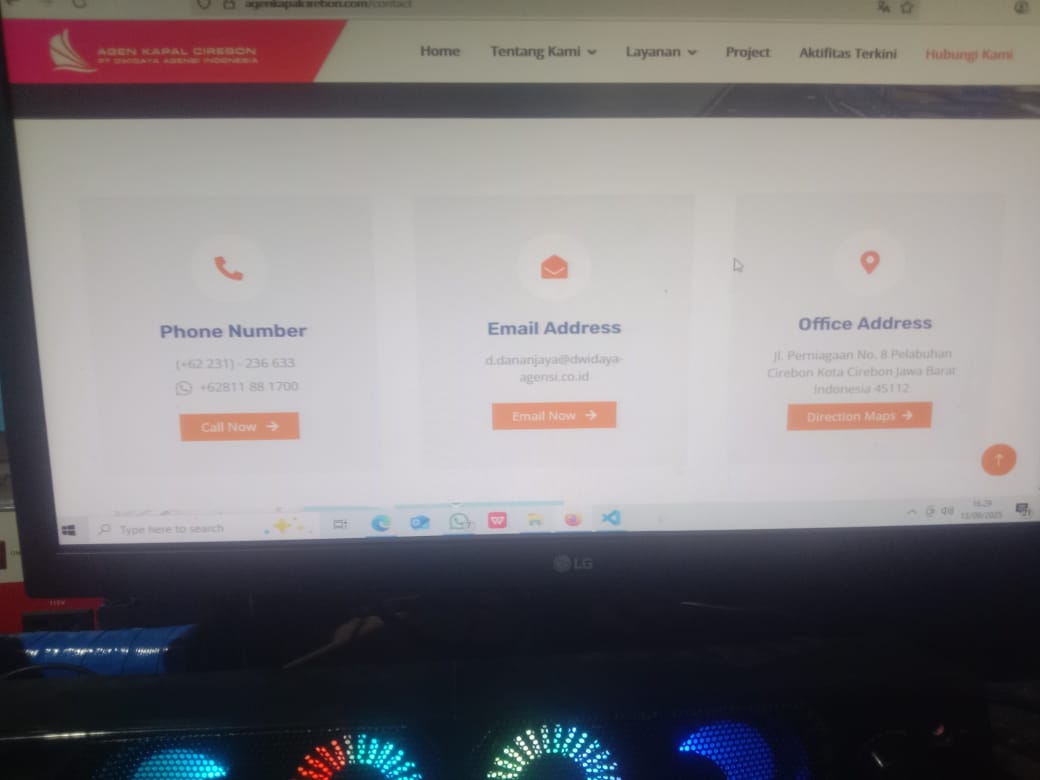 agenkapalcirebon.com/contact
AGEN KAPAL CIREBON
PT DWIDAYA AGENSI INDONESIA
Home Tentang Kami Layanan Project Aktifitas Terkini Hubungi Kami
Phone Number
(+62 231) - 236 633
+62811 88 1700
Call Now
Email Address
d.dananjaya@dwidaya-
agensi.co.id
Email Now
Office Address
Jl. Perniagaan No. 8 Pelabuhan
Cirebon Kota Cirebon Jawa Barat
Indonesia 45112
Direction Maps
Type here to search
16.29
13/09/2025
LG
115V